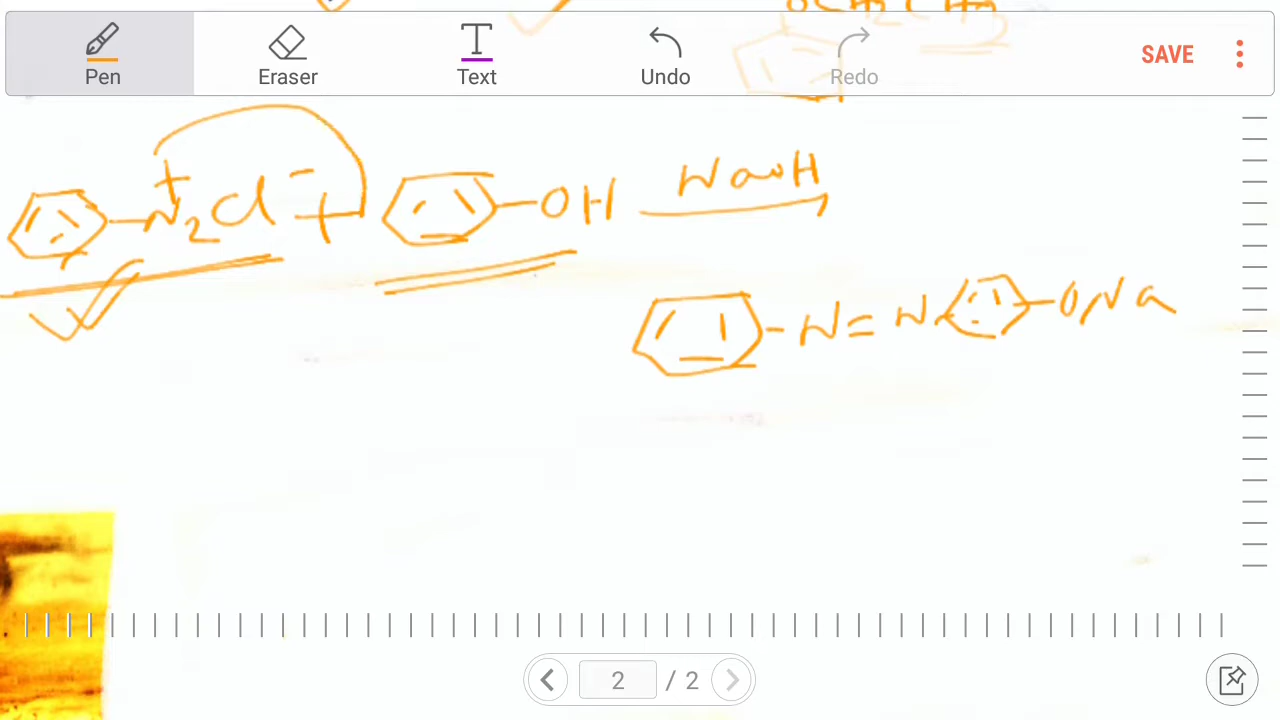 Pen
Eraser
Text
Undo
Redo
SAVE
N2Cl + OH NaOH
N=N ONa
2 / 2